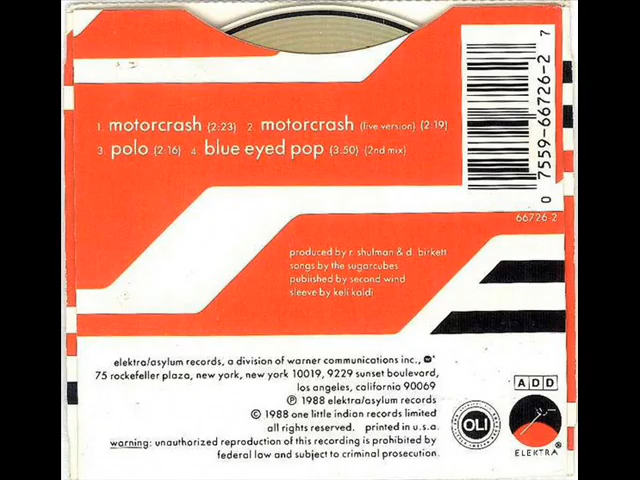 1. motorcrash (2:23) 2. motorcrash (live version) (2:19)
3. polo (2:16) 4. blue eyed pop (3:50) (2nd mix)
0 7559-66726-2 7
66726-2
produced by r. shulman & d. birkett
songs by the sugarcubes
published by second wind
sleeve by keli kaldi
elektra/asylum records, a division of warner communications inc.,
75 rockefeller plaza, new york, new york 10019, 9229 sunset boulevard,
los angeles, california 90069
℗ 1988 elektra/asylum records
© 1988 one little indian records limited
all rights reserved. printed in u.s.a.
warning: unauthorized reproduction of this recording is prohibited by
federal law and subject to criminal prosecution.
ADD
OLI
ELEKTRA®